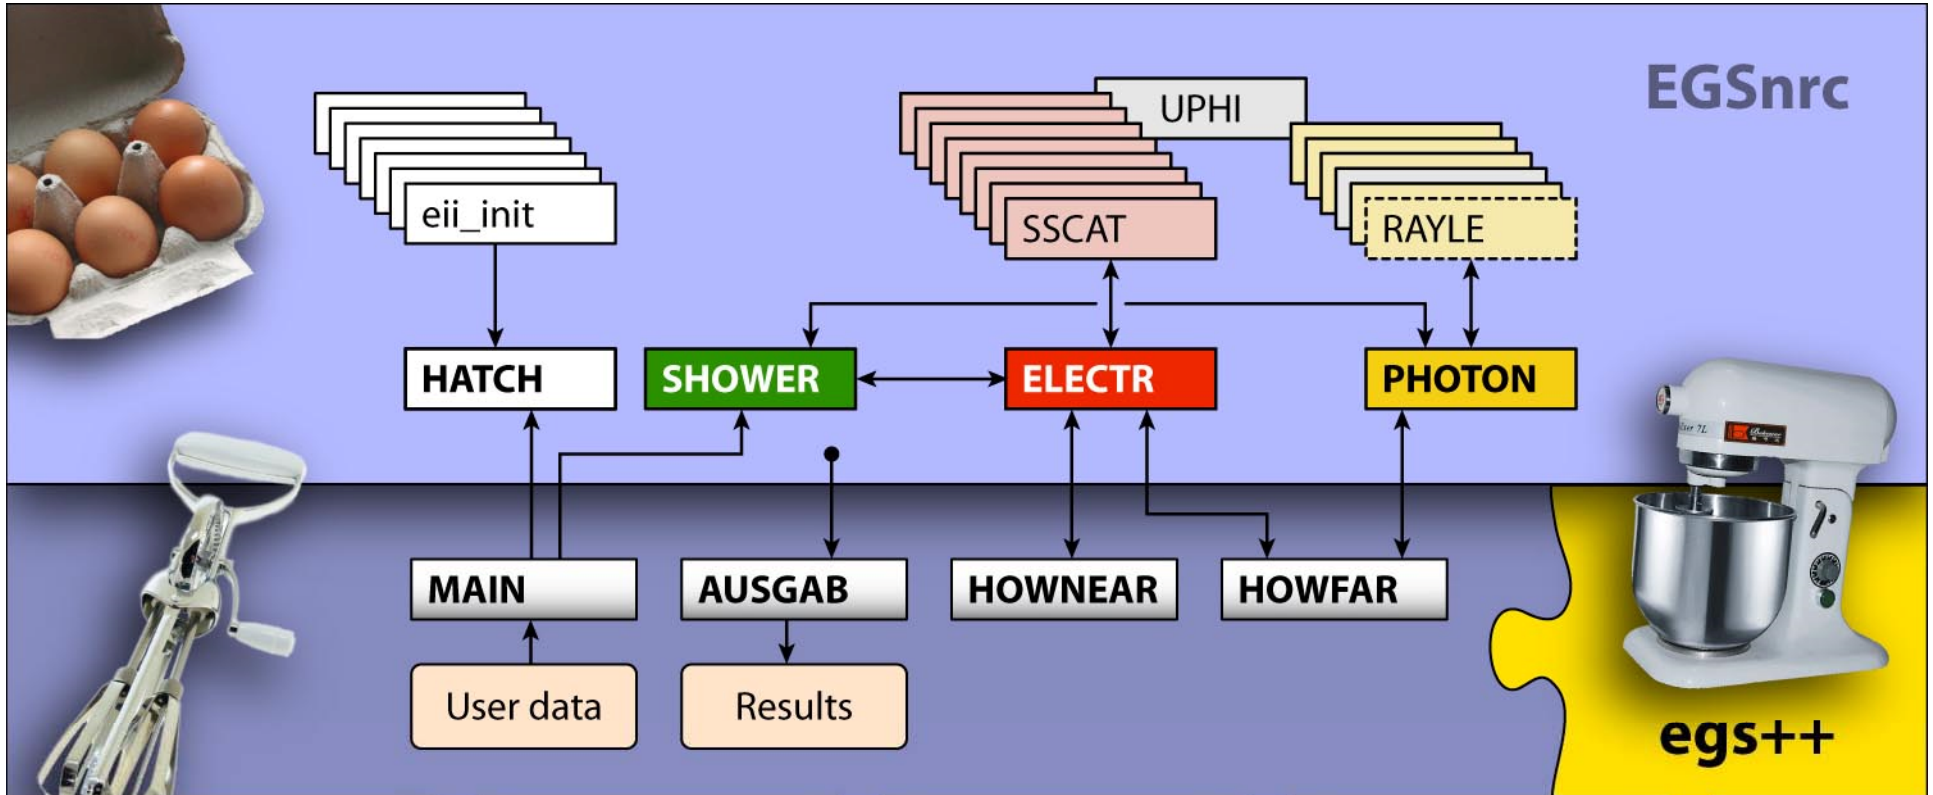 EGSnrc
UPHI
eii_init
SSCAT
RAYLE
HATCH
SHOWER
ELECTR
PHOTON
MAIN
AUSGAB
HOWNEAR
HOWFAR
User data
Results
egs++